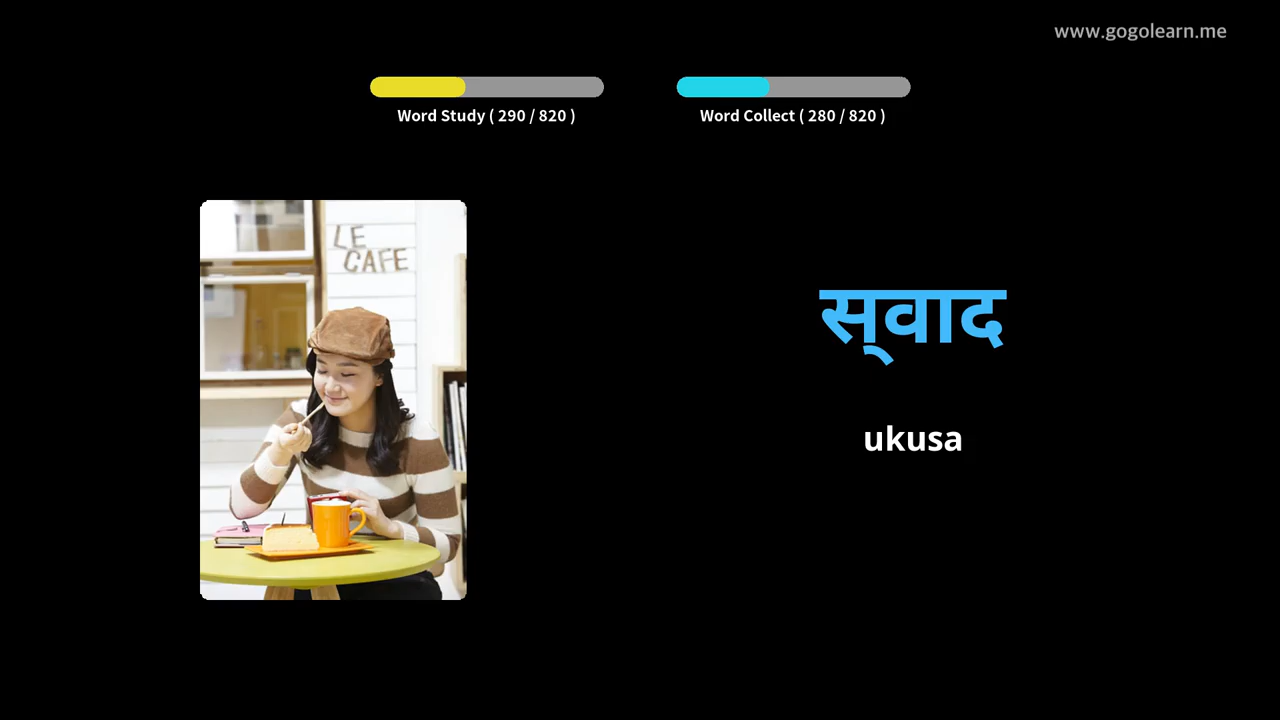 www.gogolearn.me
Word Study ( 290 / 820 )
Word Collect ( 280 / 820 )
LE
CAFE
स्‌वाद
ukusa